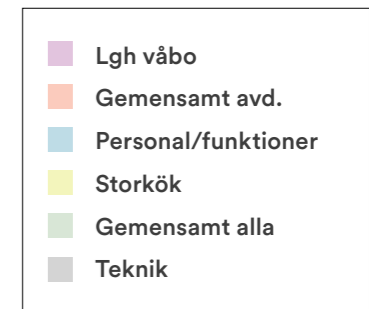 Lgh våbo
Gemensamt avd.
Personal/funktioner
Storkök
Gemensamt alla
Teknik